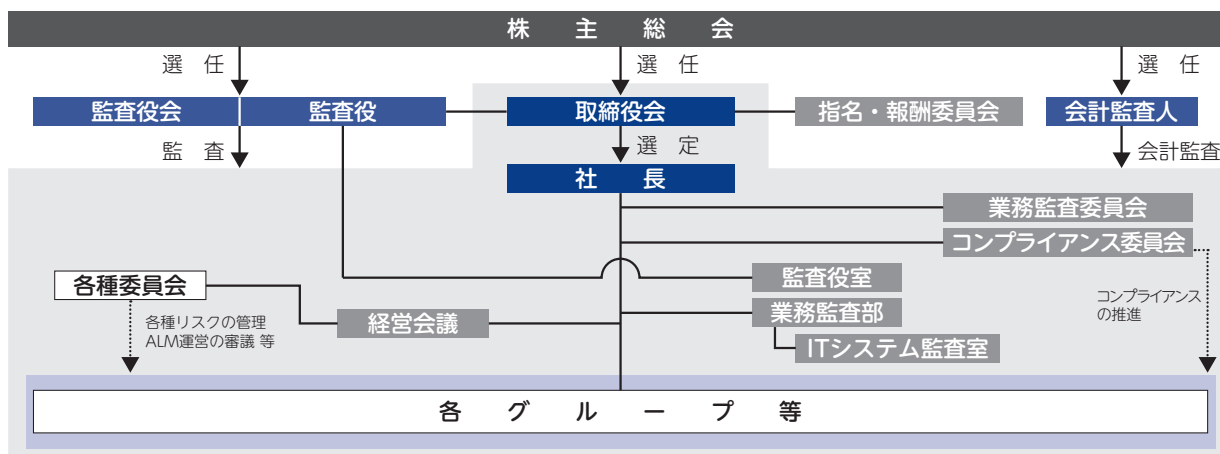 株主総会
選任
選任
選任
監査役会
監査役
取締役会
指名・報酬委員会
会計監査人
監査
選定
会計監査
社長
業務監査委員会
コンプライアンス委員会
監査役室
各種委員会
コンプライアンス
の推進
業務監査部
経営会議
各種リスクの管理
ALM運営の審議 等
ITシステム監査室
各グループ等